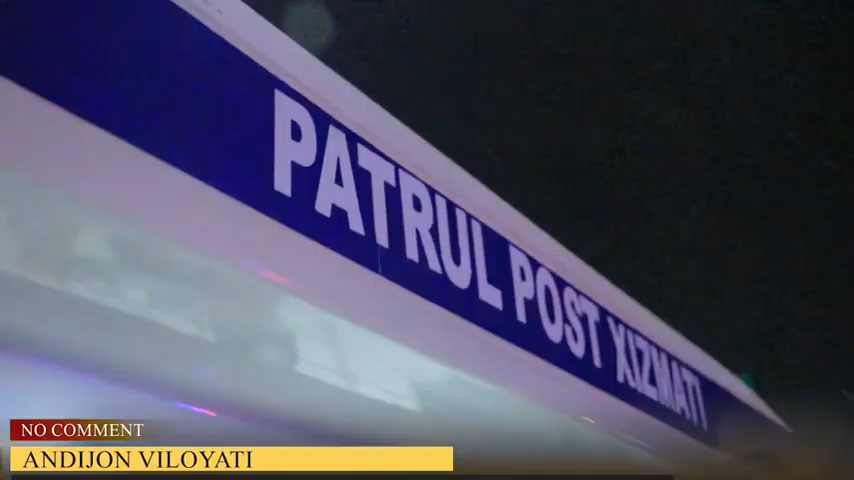 PATRUL POST XIZMATI
NO COMMENT
ANDIJON VILOYATI